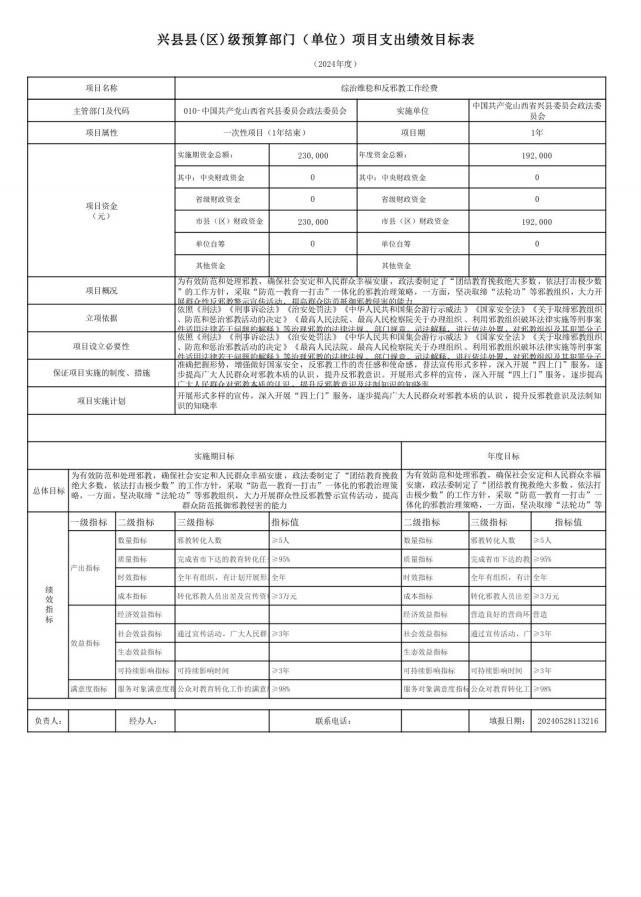 兴县县(区)级预算部门（单位）项目支出绩效目标表
（2024年度）
项目名称 综治维稳和反邪教工作经费
主管部门及代码 010-中国共产党山西省兴县委员会政法委员会 实施单位 中国共产党山西省兴县委员会政法委员会
项目属性 一次性项目（1年结束） 项目期 1年
项目资金（元） 实施期资金总额： 230,000 年度资金总额： 192,000
其中：中央财政资金 0 其中：中央财政资金 0
省级财政资金 0 省级财政资金 0
市县（区）财政资金 230,000 市县（区）财政资金 192,000
单位自筹 0 单位自筹 0
其他资金 其他资金
项目概况
为有效防范和处理邪教，确保社会安定和人民群众幸福安康，政法委制定了“团结教育挽救绝大多数，依法打击极少数
”的工作方针，采取“防范—教育—打击”一体化的邪教治理策略，一方面，坚决取缔“法轮功”等邪教组织，大力开
展群众性反邪教警示宣传活动，提高群众防范抵御邪教侵害的能力
立项依据
依照《刑法》《刑事诉讼法》《治安处罚法》《中华人民共和国集会游行示威法》《国家安全法》《关于取缔邪教组织
、防范和惩治邪教活动的决定》《最高人民法院、最高人民检察院关于办理组织、利用邪教组织破坏法律实施等刑事案
件适用法律若干问题的解释》等治理邪教的法律法规、部门规章、司法解释，进行依法处置，对邪教组织及其犯罪分子
项目设立必要性
依照《刑法》《刑事诉讼法》《治安处罚法》《中华人民共和国集会游行示威法》《国家安全法》《关于取缔邪教组织
、防范和惩治邪教活动的决定》《最高人民法院、最高人民检察院关于办理组织、利用邪教组织破坏法律实施等刑事案
件适用法律若干问题的解释》等治理邪教的法律法规、部门规章、司法解释，进行依法处置，对邪教组织及其犯罪分子
保证项目实施的制度、措施
准确把握形势，增强做好国家安全，反邪教工作的责任感和使命感，普法宣传形式多样，深入开展“四上门”服务，逐
步提高广大人民群众对邪教本质的认识，提升反邪教意识。开展形式多样的宣传，深入开展“四上门”服务，逐步提高
广大人民群众对邪教本质的认识，提升反邪教意识及法制知识的知晓率
项目实施计划
开展形式多样的宣传，深入开展“四上门”服务，逐步提高广大人民群众对邪教本质的认识，提升反邪教意识及法制知
识的知晓率
实施期目标 年度目标
总体目标
为有效防范和处理邪教，确保社会安定和人民群众幸福安康，政法委制定了“团结教育挽救
绝大多数，依法打击极少数”的工作方针，采取“防范—教育—打击”一体化的邪教治理策
略，一方面，坚决取缔“法轮功”等邪教组织，大力开展群众性反邪教警示宣传活动，提高
群众防范抵御邪教侵害的能力
为有效防范和处理邪教，确保社会安定和人民群众幸福
安康，政法委制定了“团结教育挽救绝大多数，依法打
击极少数”的工作方针，采取“防范—教育—打击”一
体化的邪教治理策略，一方面，坚决取缔“法轮功”等
绩效指标
一级指标 二级指标 三级指标 指标值 二级指标 三级指标 指标值
产出指标 数量指标 邪教转化人数 ≥5人 数量指标 邪教转化人数 ≥5人
质量指标 完成省市下达的教育转化任 ≥95% 质量指标 完成省市下达的教 ≥95%
时效指标 全年有组织，有计划开展形 全年 时效指标 全年有组织，有计 全年
成本指标 转化邪教人员出差及宣传资 ≥3万元 成本指标 转化邪教人员出差 ≥3万元
效益指标 经济效益指标 经济效益指标 营造良好的营商环 营造
社会效益指标 通过宣传活动，广大人民群 ≥3年 社会效益指标 通过宣传活动，广 ≥3年
生态效益指标 生态效益指标
可持续影响指标 可持续影响时间 ≥3年 可持续影响指标 可持续影响时间 ≥3年
满意度指标 服务对象满意度指 公众对教育转化工作的满意 ≥98% 服务对象满意度指 公众对教育转化工 ≥98%
负责人： 经办人： 联系电话： 填报日期： 20240528113216